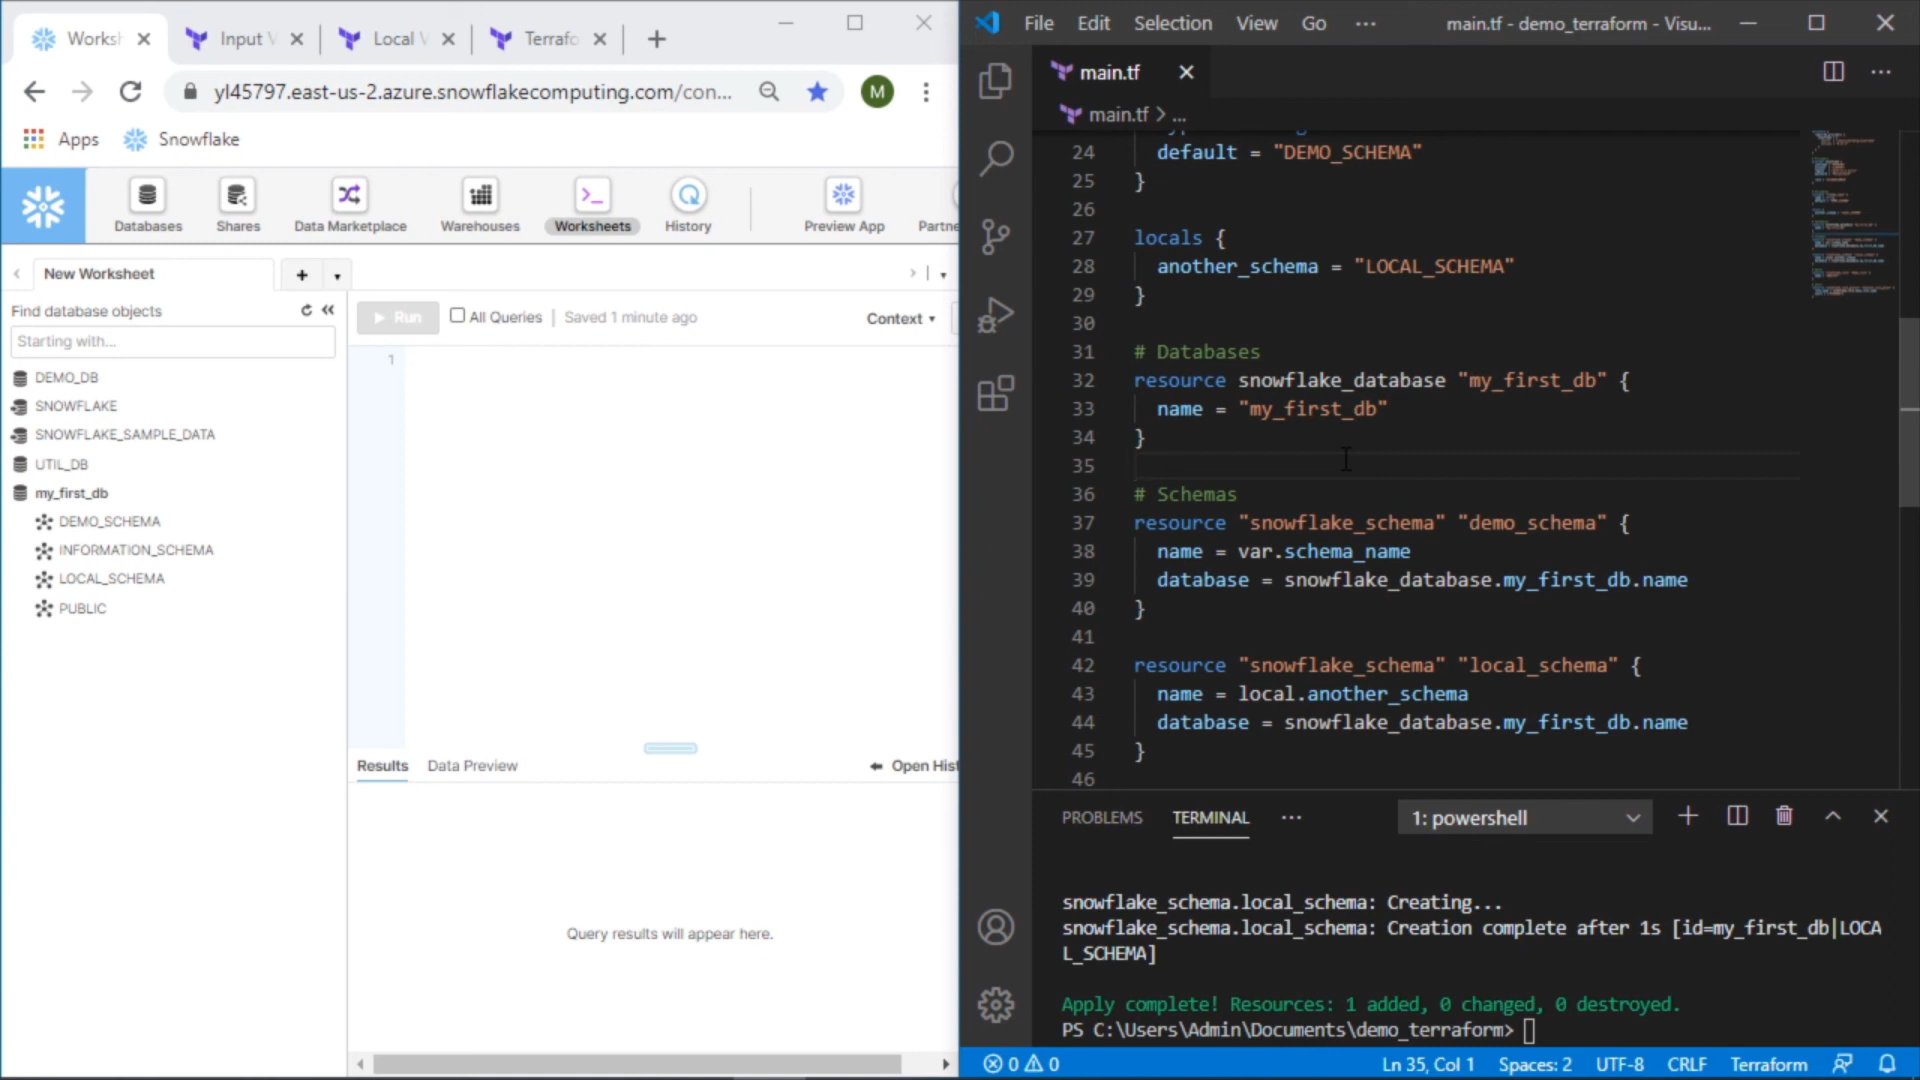 Works
Input V
Local V
Terrafo
yl45797.east-us-2.azure.snowflakecomputing.com/con...
M
Apps
Snowflake
Databases
Shares
Data Marketplace
Warehouses
Worksheets
History
Preview App
Partne
New Worksheet
Find database objects
Starting with...
DEMO_DB
SNOWFLAKE
SNOWFLAKE_SAMPLE_DATA
UTIL_DB
my_first_db
DEMO_SCHEMA
INFORMATION_SCHEMA
LOCAL_SCHEMA
PUBLIC
Run
All Queries
Saved 1 minute ago
Context
1
Results
Data Preview
Open Hist
Query results will appear here.
File Edit Selection View Go ···
main.tf - demo_terraform - Visu...
main.tf
main.tf > ...
24 default = "DEMO_SCHEMA"
25 }
26
27 locals {
28 another_schema = "LOCAL_SCHEMA"
29 }
30
31 # Databases
32 resource snowflake_database "my_first_db" {
33 name = "my_first_db"
34 }
35
36 # Schemas
37 resource "snowflake_schema" "demo_schema" {
38 name = var.schema_name
39 database = snowflake_database.my_first_db.name
40 }
41
42 resource "snowflake_schema" "local_schema" {
43 name = local.another_schema
44 database = snowflake_database.my_first_db.name
45 }
46
PROBLEMS TERMINAL ···
1: powershell
snowflake_schema.local_schema: Creating...
snowflake_schema.local_schema: Creation complete after 1s [id=my_first_db|LOCA
L_SCHEMA]
Apply complete! Resources: 1 added, 0 changed, 0 destroyed.
PS C:\Users\Admin\Documents\demo_terraform>
0 0
Ln 35, Col 1
Spaces: 2
UTF-8
CRLF
Terraform